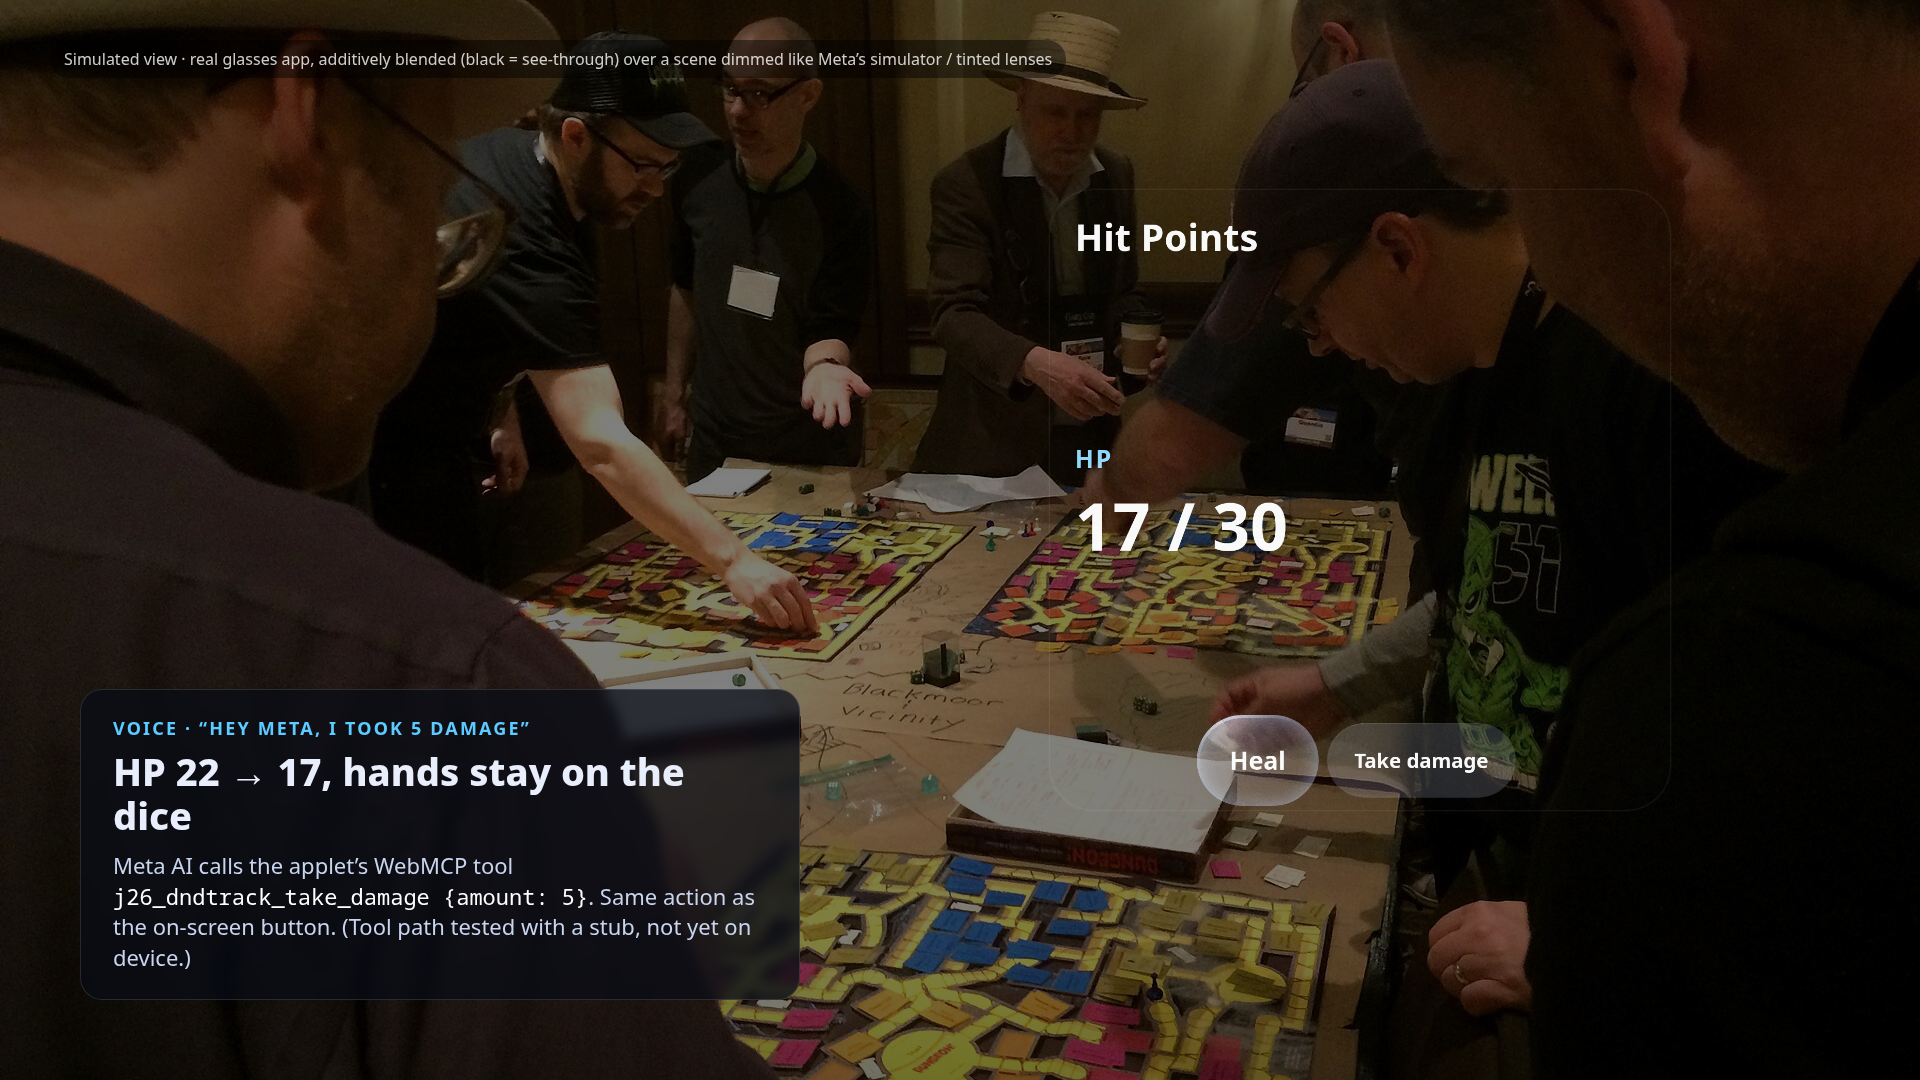 Simulated view · real glasses app, additively blended (black = see-through) over a scene dimmed like Meta’s simulator / tinted lenses
Hit Points
HP
17 / 30
Blackmoor
Vicinity
Heal
Take damage
VOICE · “HEY META, I TOOK 5 DAMAGE”
HP 22 → 17, hands stay on the
dice
Meta AI calls the applet’s WebMCP tool
j26_dndtrack_take_damage {amount: 5}. Same action as
the on-screen button. (Tool path tested with a stub, not yet on
device.)
DUNGEON!
DUNGEON!